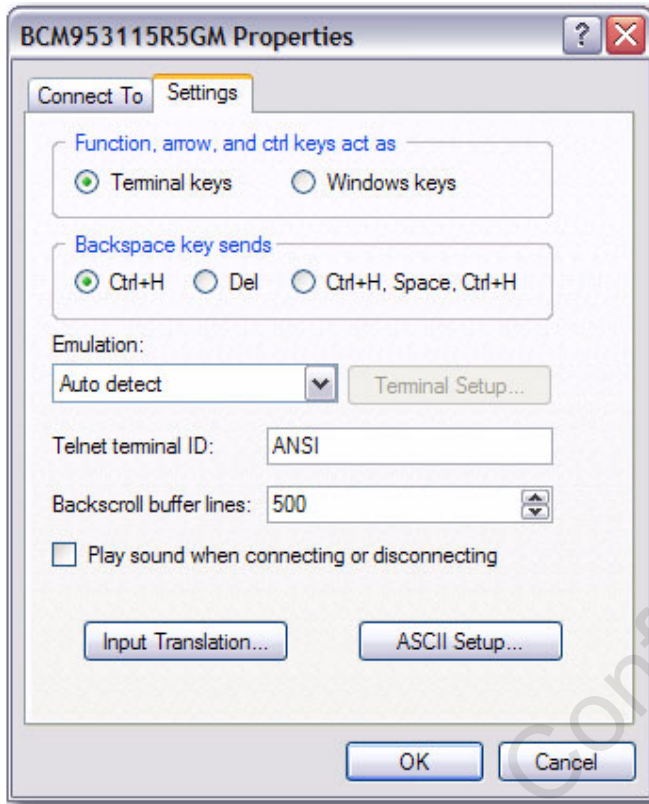 BCM953115R5GM Properties
Connect To Settings
Function, arrow, and ctrl keys act as
Terminal keys Windows keys
Backspace key sends
Ctrl+H Del Ctrl+H, Space, Ctrl+H
Emulation:
Auto detect Terminal Setup...
Telnet terminal ID: ANSI
Backscroll buffer lines: 500
Play sound when connecting or disconnecting
Input Translation... ASCII Setup...
OK Cancel